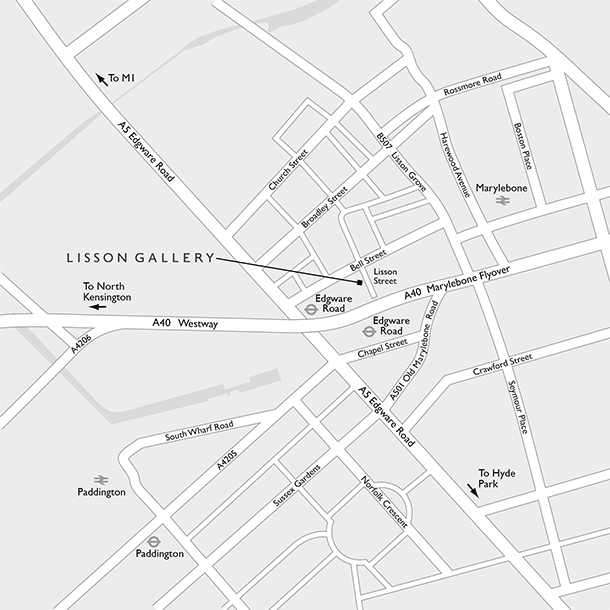 To M1
A5 Edgware Road
Rossmore Road
B507 Lisson Grove
Harewood Avenue
Boston Place
Church Street
Broadley Street
Marylebone
Bell Street
LISSON GALLERY
Lisson
Street
To North
Kensington
Edgware
Road
A40 Marylebone Flyover
A40 Westway
Edgware
Road
A4206
Chapel Street
A501 Old Marylebone Road
Crawford Street
A5 Edgware Road
Seymour Place
South Wharf Road
A4205
Sussex Gardens
Norfolk Crescent
To Hyde
Park
Paddington
Paddington